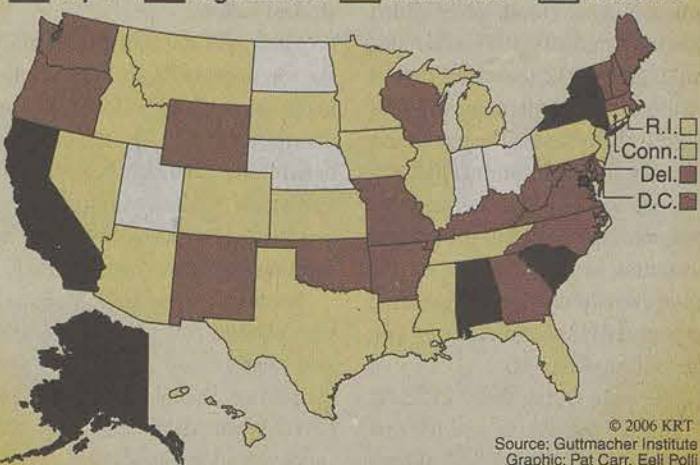 R.I.
Conn.
Del.
D.C.
© 2006 KRT
Source: Guttmacher Institute
Graphic: Pat Carr, Eeli Polli